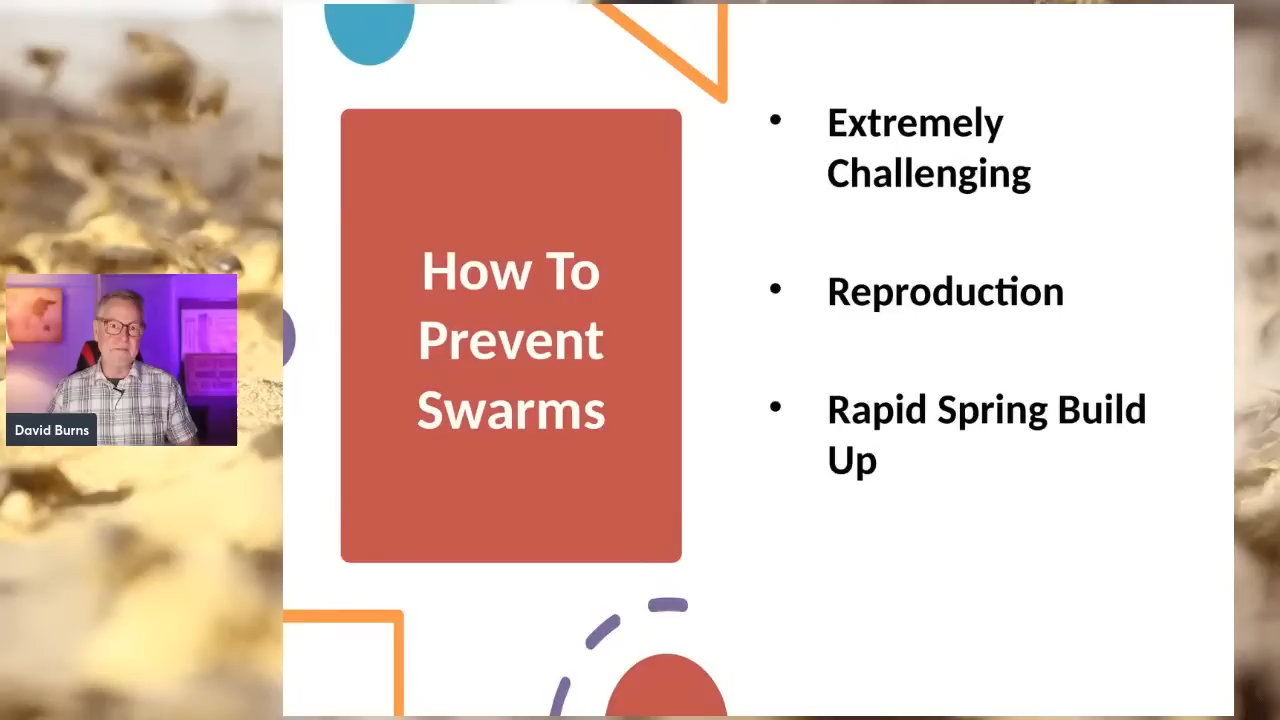 How To
Prevent
Swarms
• Extremely
Challenging
• Reproduction
• Rapid Spring Build
Up
David Burns